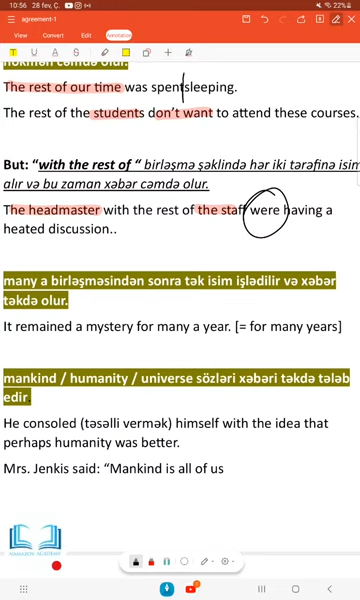 10:56 28 fev, Ç. 22%
agreement-1
View Convert Edit Annotation
hökmən cəmdə olur.
The rest of our time was spent sleeping.
The rest of the students don't want to attend these courses.
But: "with the rest of " birləşmə şəklində hər iki tərəfinə isim
alır və bu zaman xəbər cəmdə olur.
The headmaster with the rest of the staff were having a
heated discussion..
many a birləşməsindən sonra tək isim işlədilir və xəbər
təkdə olur.
It remained a mystery for many a year. [= for many years]
mankind / humanity / universe sözləri xəbəri təkdə tələb
edir.
He consoled (təsəlli vermək) himself with the idea that
perhaps humanity was better.
Mrs. Jenkis said: "Mankind is all of us
ACADEMY